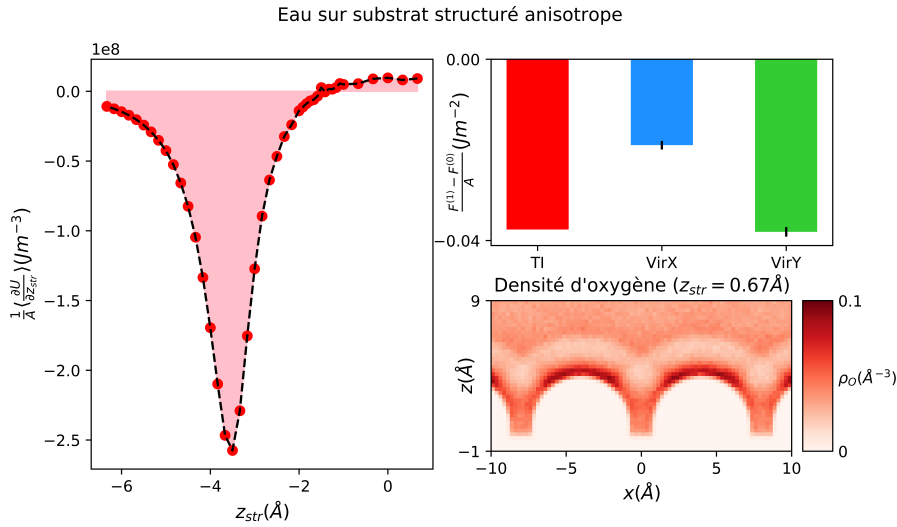 Eau sur substrat structuré anisotrope
1e8
0.0
−0.5
−1.0
−1.5
−2.0
−2.5
1/A ⟨∂U/∂z_str⟩ (Jm⁻³)
−6
−4
−2
0
z_str(Å)
0.00
−0.04
F⁽¹⁾ − F⁽⁰⁾/A (Jm⁻²)
TI
VirX
VirY
Densité d'oxygène (z_str = 0.67Å)
9
−1
z(Å)
−10
−5
0
5
10
x(Å)
0.1
0
ρ_O(Å⁻³)